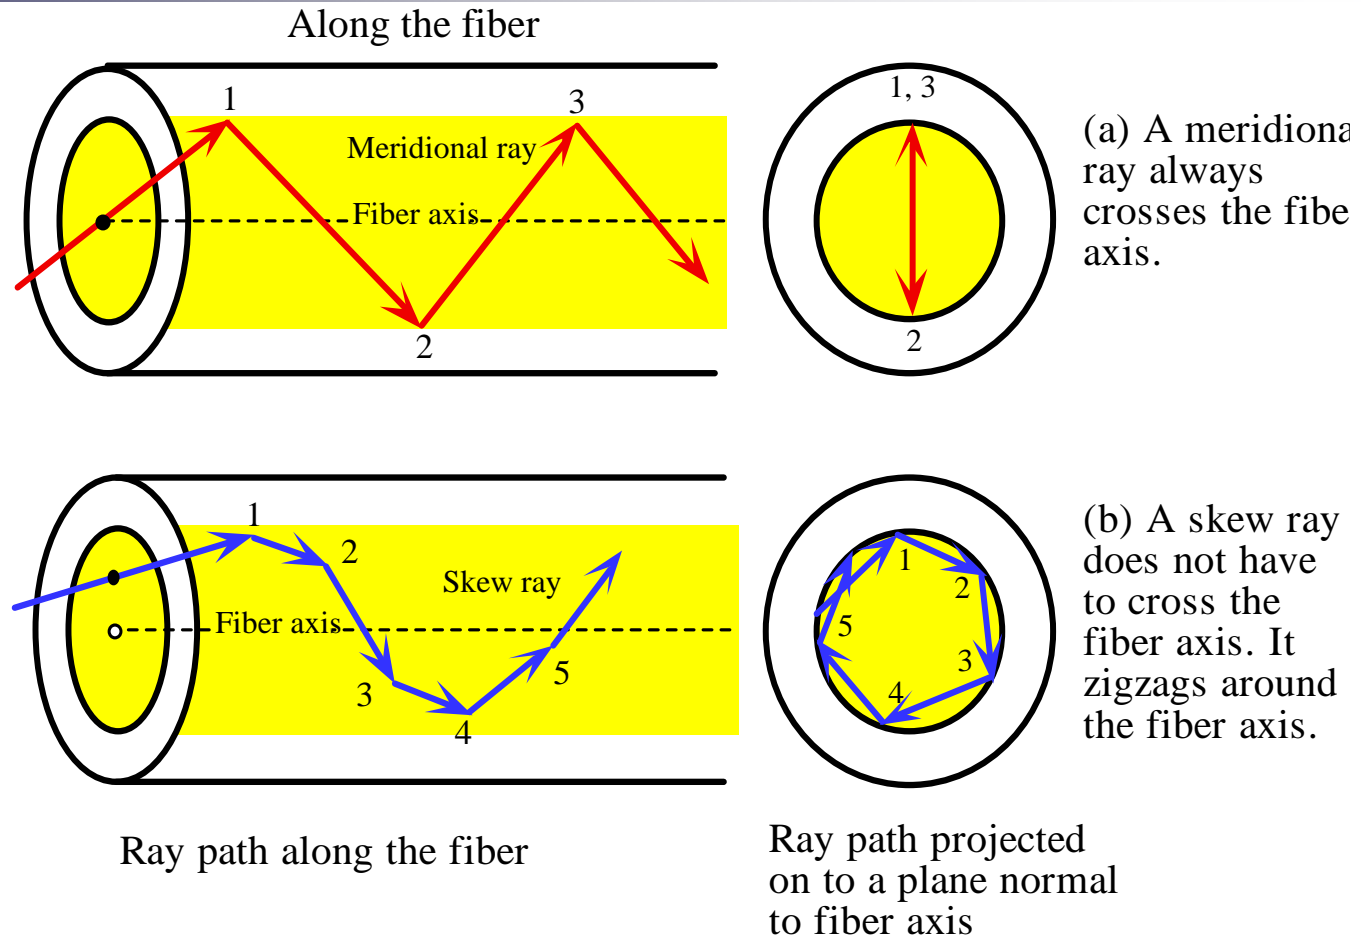 Along the fiber
1
3
Meridional ray
Fiber axis
2
1, 3
2
(a) A meridiona
ray always
crosses the fibe
axis.
1
2
Skew ray
Fiber axis
3
5
4
1
2
5
3
4
(b) A skew ray
does not have
to cross the
fiber axis. It
zigzags around
the fiber axis.
Ray path along the fiber
Ray path projected
on to a plane normal
to fiber axis